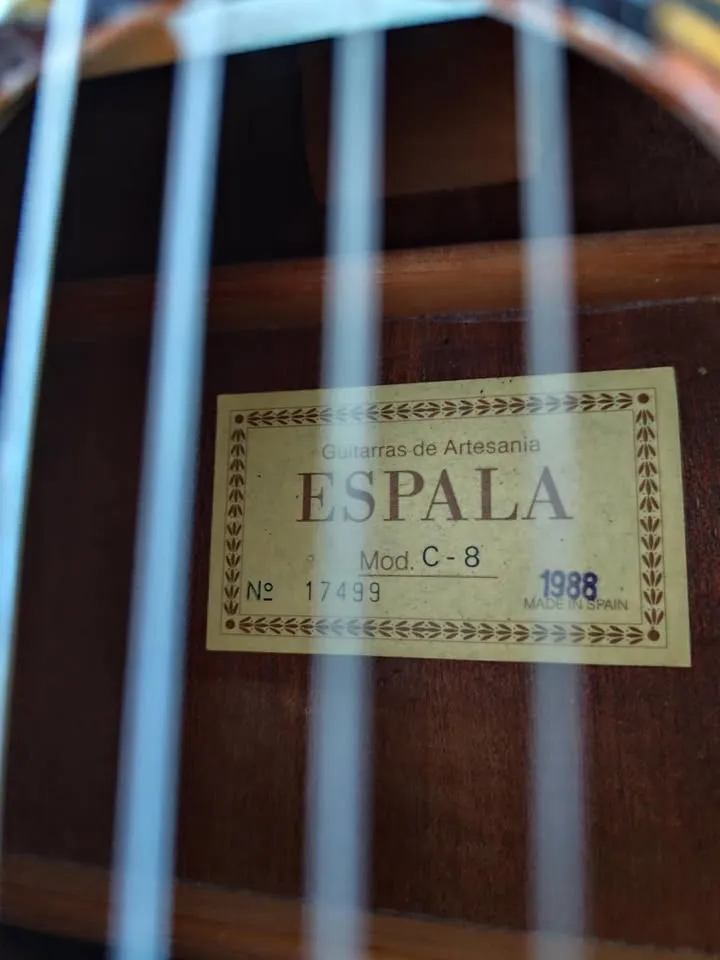 Guitarras de Artesania
ESPALA
Mod. C-8
Nº 17499
1988
MADE IN SPAIN